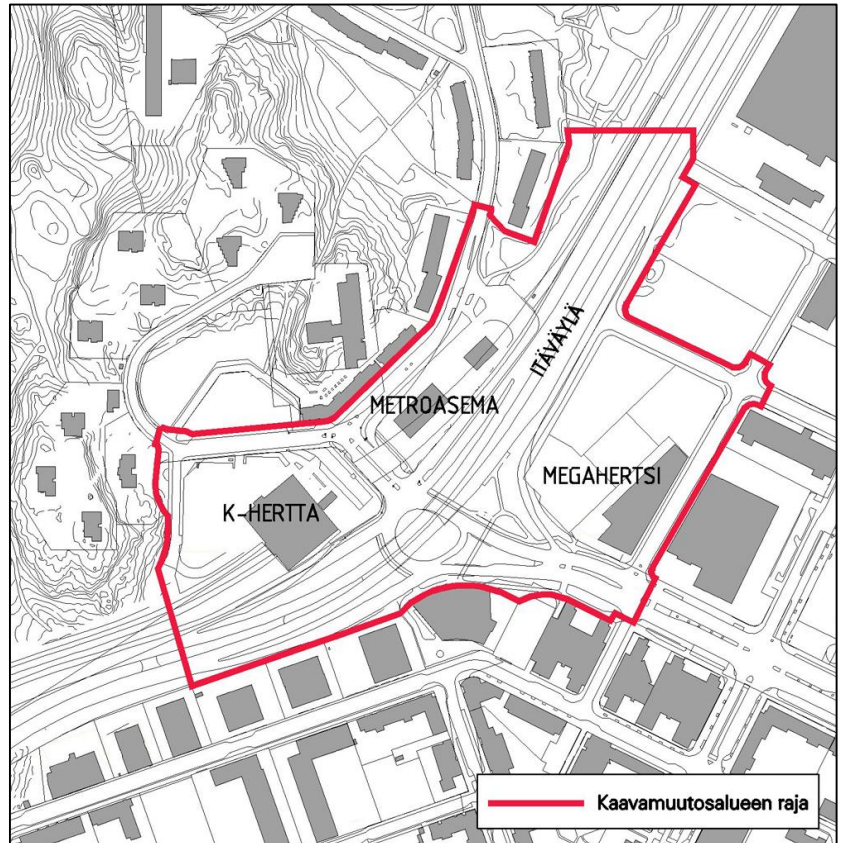 ITÄVÄYLÄ
METROASEMA
MEGAHERTSI
K-HERTTA
Kaavamuutosalueen raja